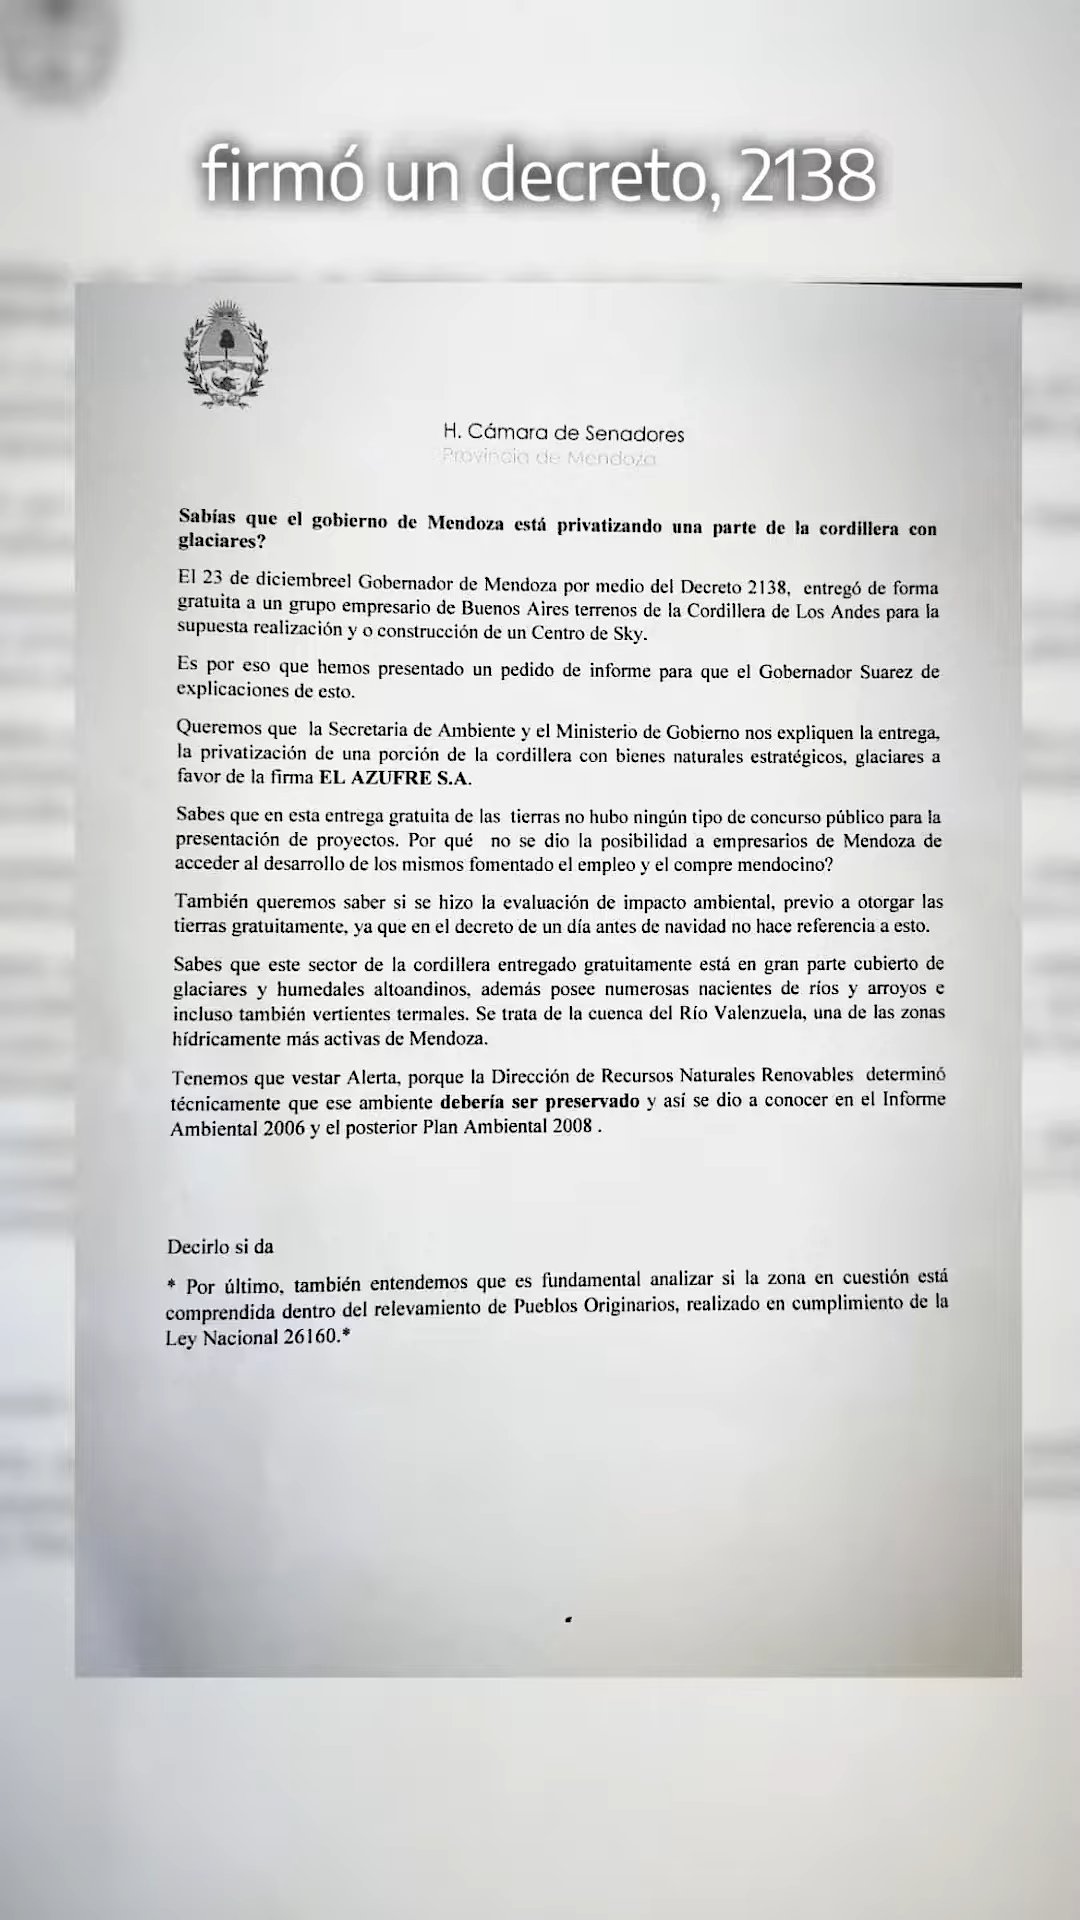 firmó un decreto, 2138
H. Cámara de Senadores
Provincia de Mendoza
Sabías que el gobierno de Mendoza está privatizando una parte de la cordillera con
glaciares?
El 23 de diciembreel Gobernador de Mendoza por medio del Decreto 2138, entregó de forma
gratuita a un grupo empresario de Buenos Aires terrenos de la Cordillera de Los Andes para la
supuesta realización y o construcción de un Centro de Sky.
Es por eso que hemos presentado un pedido de informe para que el Gobernador Suarez de
explicaciones de esto.
Queremos que la Secretaria de Ambiente y el Ministerio de Gobierno nos expliquen la entrega,
la privatización de una porción de la cordillera con bienes naturales estratégicos, glaciares a
favor de la firma EL AZUFRE S.A.
Sabes que en esta entrega gratuita de las tierras no hubo ningún tipo de concurso público para la
presentación de proyectos. Por qué no se dio la posibilidad a empresarios de Mendoza de
acceder al desarrollo de los mismos fomentado el empleo y el compre mendocino?
También queremos saber si se hizo la evaluación de impacto ambiental, previo a otorgar las
tierras gratuitamente, ya que en el decreto de un día antes de navidad no hace referencia a esto.
Sabes que este sector de la cordillera entregado gratuitamente está en gran parte cubierto de
glaciares y humedales altoandinos, además posee numerosas nacientes de ríos y arroyos e
incluso también vertientes termales. Se trata de la cuenca del Río Valenzuela, una de las zonas
hídricamente más activas de Mendoza.
Tenemos que vestar Alerta, porque la Dirección de Recursos Naturales Renovables determinó
técnicamente que ese ambiente debería ser preservado y así se dio a conocer en el Informe
Ambiental 2006 y el posterior Plan Ambiental 2008 .
Decirlo si da
* Por último, también entendemos que es fundamental analizar si la zona en cuestión está
comprendida dentro del relevamiento de Pueblos Originarios, realizado en cumplimiento de la
Ley Nacional 26160.*